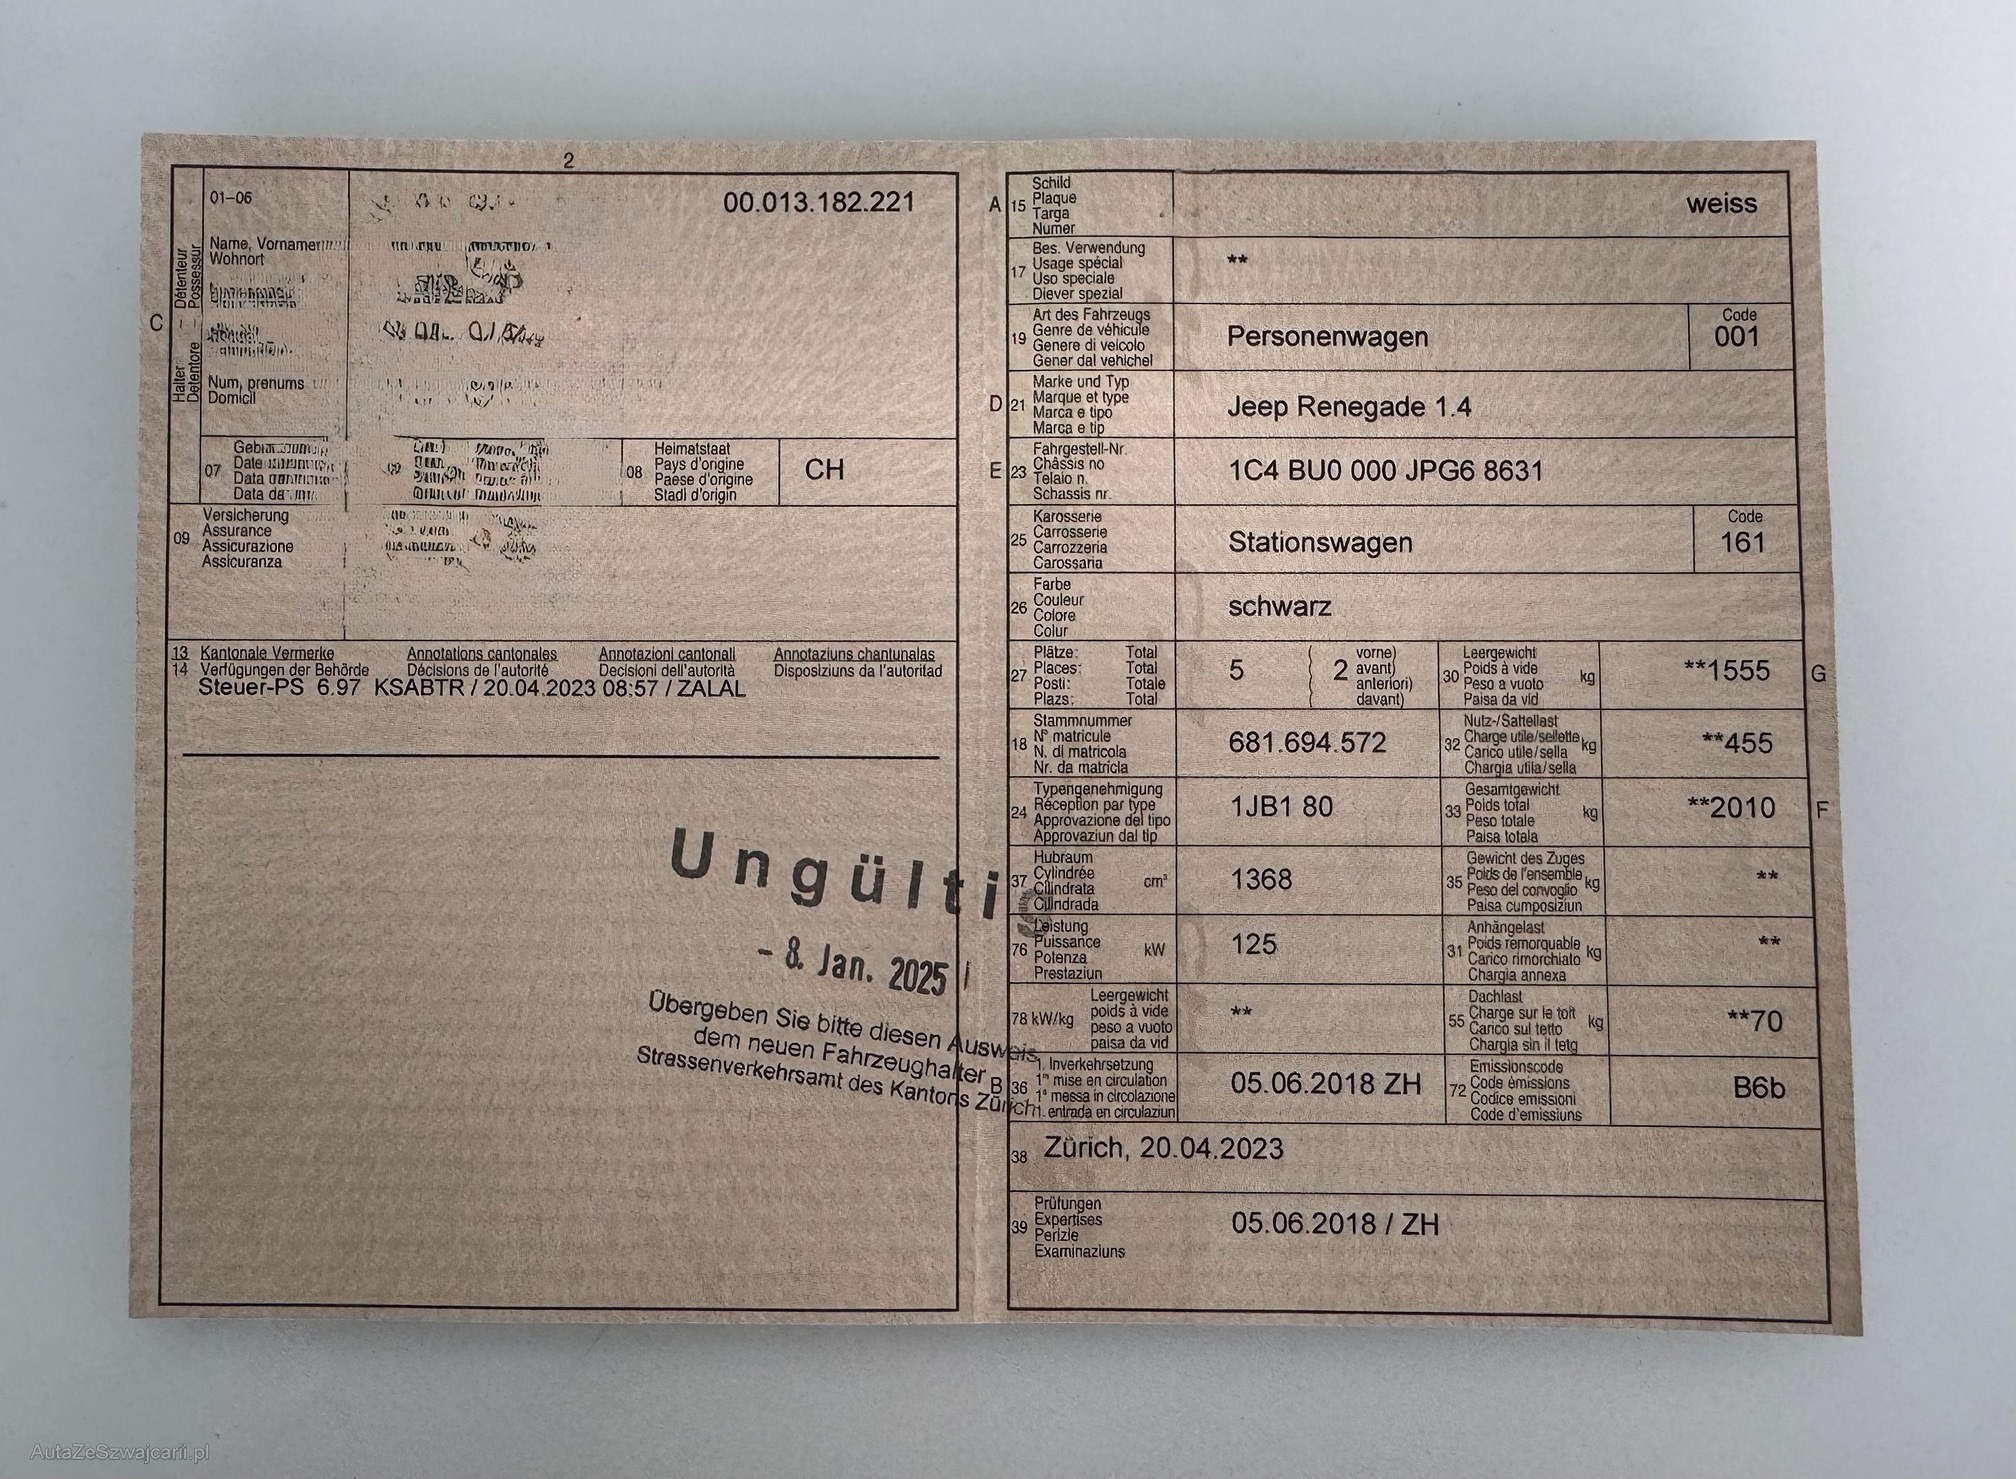 2
01–06
00.013.182.221
Name, Vorname
Wohnort
Num, prenums
Domicil
C
Halter – Détenteur
Detentore – Possessur
07
Date
Data
Data da
08
Heimatstaat
Pays d'origine
Paese d'origine
Stadi d'origin
CH
09
Versicherung
Assurance
Assicurazione
Assicuranza
13 Kantonale Vermerke Annotations cantonales Annotazioni cantonali Annotaziuns chantunalas
14 Verfügungen der Behörde Décisions de l'autorité Decisioni dell'autorità Disposiziuns da l'autoritad
Steuer-PS 6.97 KSABTR / 20.04.2023 08:57 / ZALAL
Ungültig
- 8. Jan. 2025
Übergeben Sie bitte diesen Ausweis
dem neuen Fahrzeughalter
Strassenverkehrsamt des Kantons Zürich
A 15
Schild
Plaque
Targa
Numer
weiss
17
Bes. Verwendung
Usage spécial
Uso speciale
Diever spezial
**
19
Art des Fahrzeugs
Genre de véhicule
Genere di veicolo
Gener dal vehichel
Personenwagen
Code
001
D 21
Marke und Typ
Marque et type
Marca e tipo
Marca e tip
Jeep Renegade 1.4
E 23
Fahrgestell-Nr.
Châssis no
Telaio n.
Schassis nr.
1C4 BU0 000 JPG6 8631
25
Karosserie
Carrosserie
Carrozzeria
Carossaria
Stationswagen
Code
161
26
Farbe
Couleur
Colore
Colur
schwarz
27
Plätze: Total
Places: Total
Posti: Totale
Plazs: Total
5
( 2 vorne)
avant)
anteriori)
( davant)
30
Leergewicht
Poids à vide
Peso a vuoto
Paisa da vid
kg
**1555
G
18
Stammnummer
N° matricule
N. di matricola
Nr. da matricla
681.694.572
32
Nutz-/Sattellast
Charge utile/sellette
Carico utile/sella
Chargia utila/sella
kg
**455
24
Typengenehmigung
Réception par type
Approvazione del tipo
Approvaziun dal tip
1JB1 80
33
Gesamtgewicht
Poids total
Peso totale
Paisa totala
kg
**2010
F
37
Hubraum
Cylindrée
Cilindrata
Cilindrada
cm³
1368
35
Gewicht des Zuges
Poids de l'ensemble
Peso del convoglio
Paisa cumposiziun
kg
**
76
Leistung
Puissance
Potenza
Prestaziun
kW
125
31
Anhängelast
Poids remorquable
Carico rimorchiato
Chargia annexa
kg
**
78 kW/kg
Leergewicht
poids à vide
peso a vuoto
paisa da vid
**
55
Dachlast
Charge sur le toit
Carico sul tetto
Chargia sin il tetg
kg
**70
B 36
1. Inverkehrsetzung
1re mise en circulation
1a messa in circolazione
1. entrada en circulaziun
05.06.2018 ZH
72
Emissionscode
Code émissions
Codice emissioni
Code d'emissiuns
B6b
38
Zürich, 20.04.2023
39
Prüfungen
Expertises
Perizie
Examinaziuns
05.06.2018 / ZH
AutaZeSzwajcarii.pl